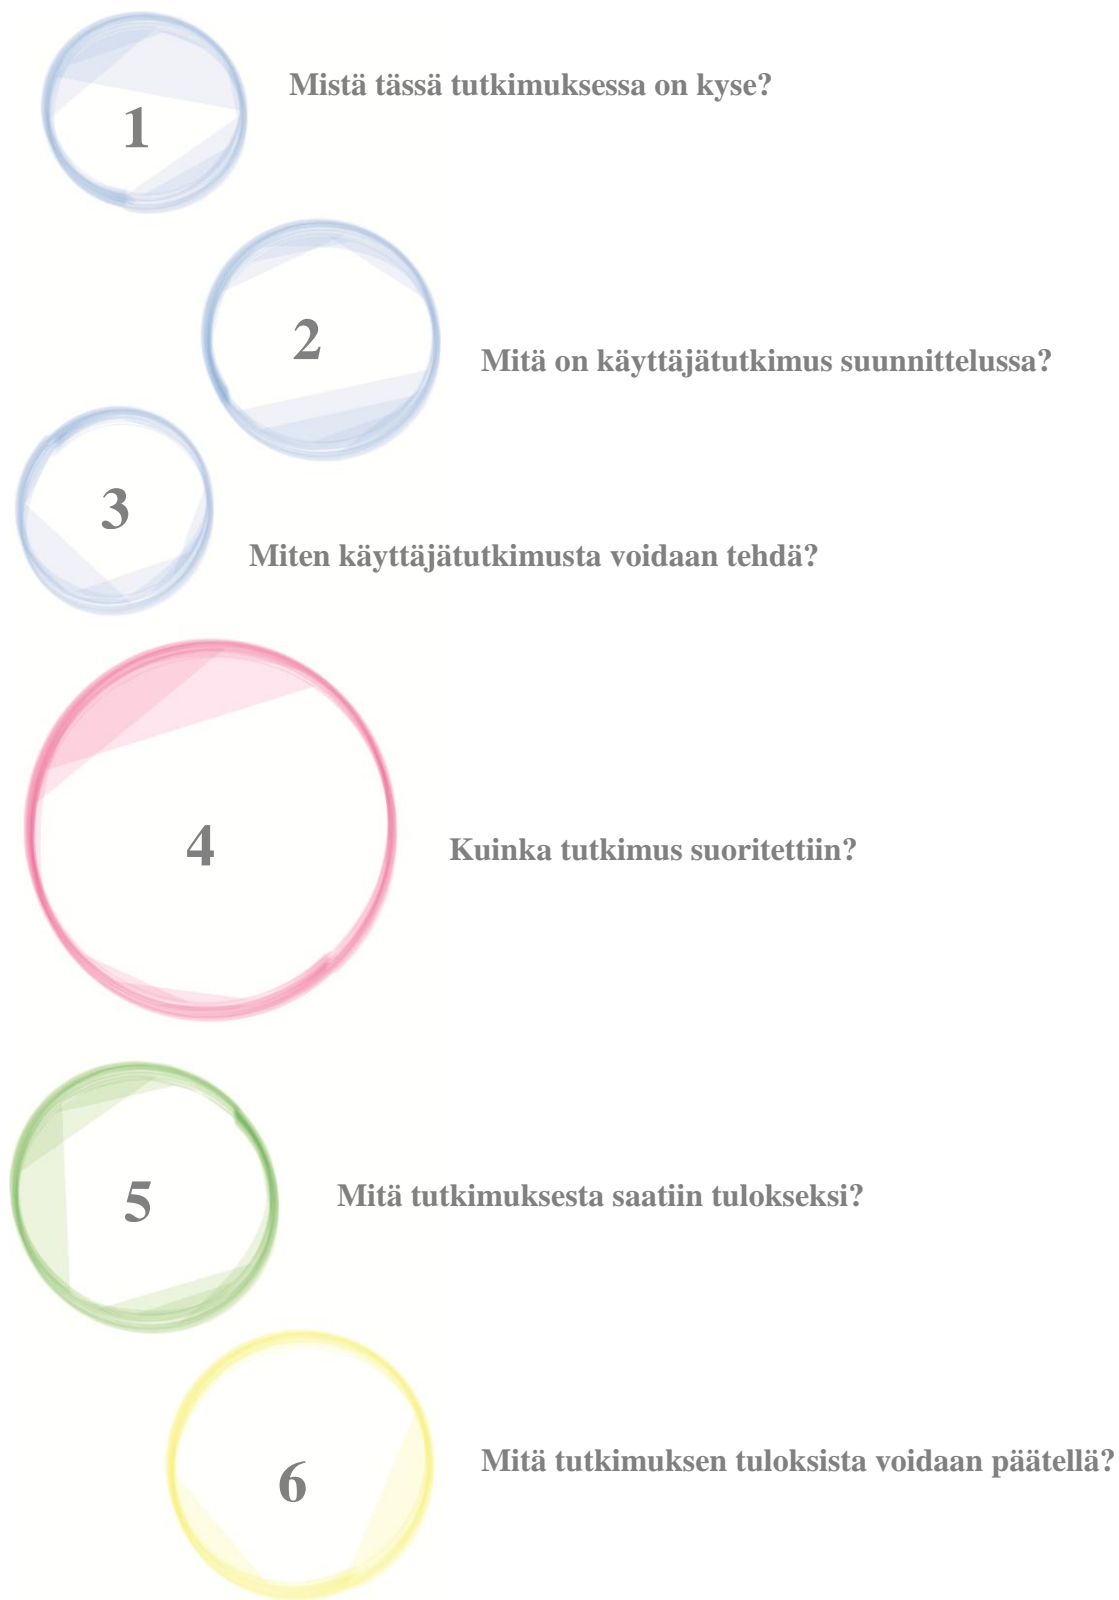 1
Mistä tässä tutkimuksessa on kyse?
2
Mitä on käyttäjätutkimus suunnittelussa?
3
Miten käyttäjätutkimusta voidaan tehdä?
4
Kuinka tutkimus suoritettiin?
5
Mitä tutkimuksesta saatiin tulokseksi?
6
Mitä tutkimuksen tuloksista voidaan päätellä?